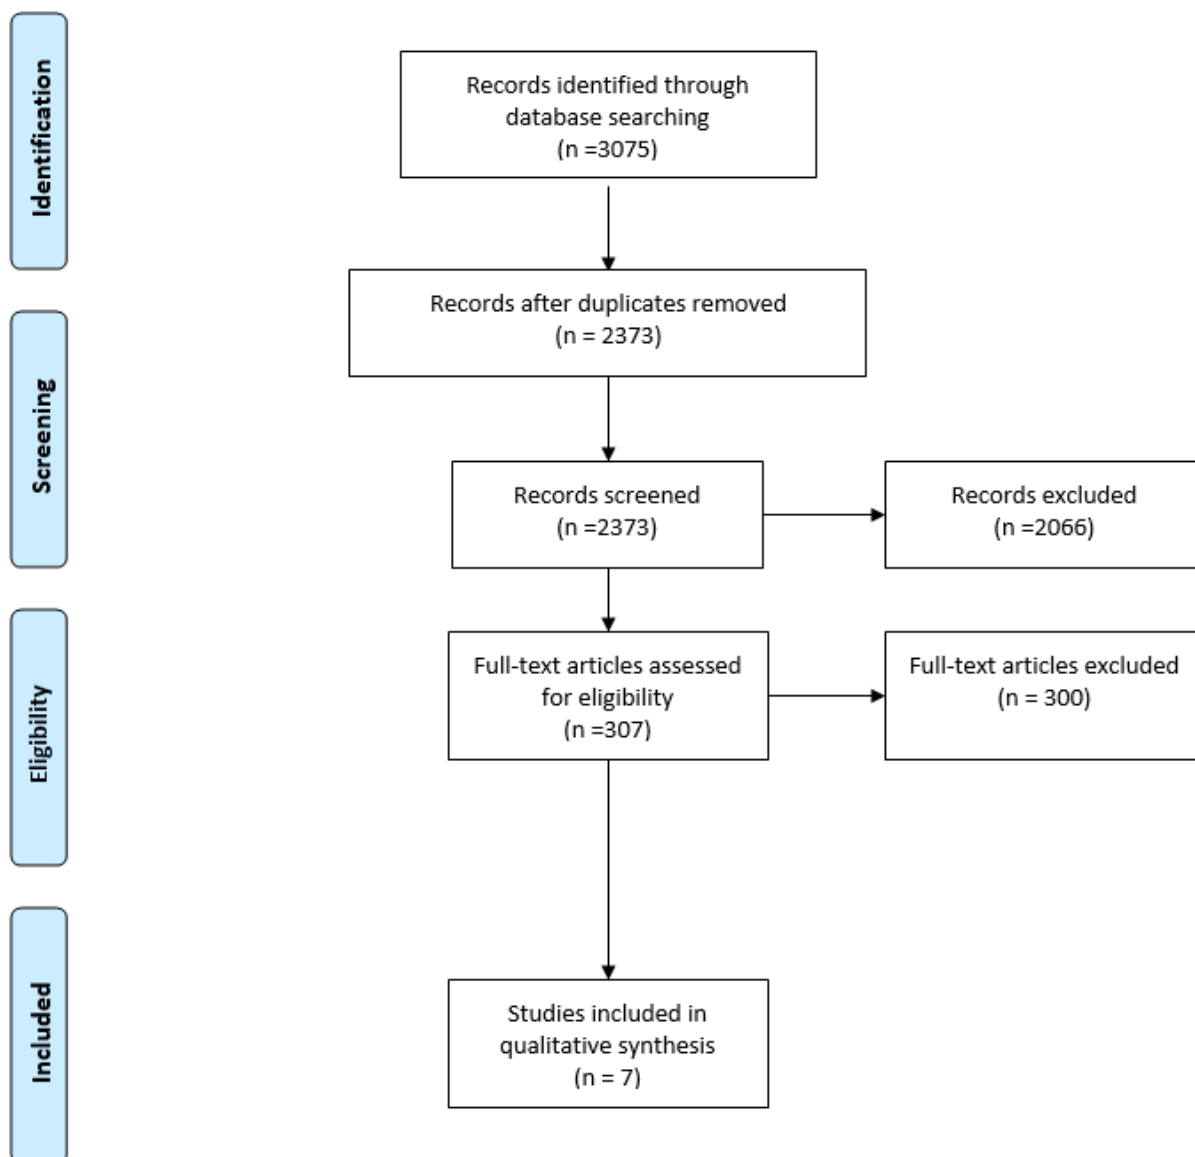 Identification
Records identified through
database searching
(n =3075)
Records after duplicates removed
(n = 2373)
Screening
Records screened
(n =2373)
Records excluded
(n =2066)
Eligibility
Full-text articles assessed
for eligibility
(n =307)
Full-text articles excluded
(n = 300)
Included
Studies included in
qualitative synthesis
(n = 7)